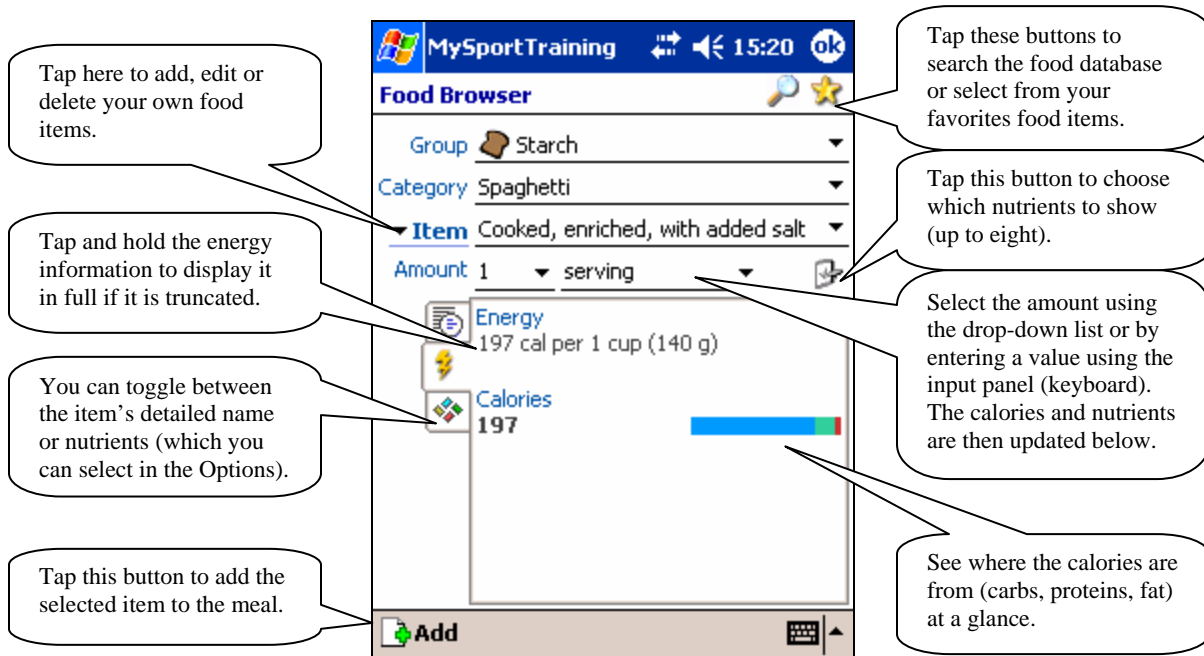 Tap here to add, edit or
delete your own food
items.
Tap and hold the energy
information to display it
in full if it is truncated.
You can toggle between
the item’s detailed name
or nutrients (which you
can select in the Options).
Tap this button to add the
selected item to the meal.
MySportTraining 15:20 ok
Food Browser
Group Starch
Category Spaghetti
Item Cooked, enriched, with added salt
Amount 1 serving
Energy
197 cal per 1 cup (140 g)
Calories
197
Add
Tap these buttons to
search the food database
or select from your
favorites food items.
Tap this button to choose
which nutrients to show
(up to eight).
Select the amount using
the drop-down list or by
entering a value using the
input panel (keyboard).
The calories and nutrients
are then updated below.
See where the calories are
from (carbs, proteins, fat)
at a glance.